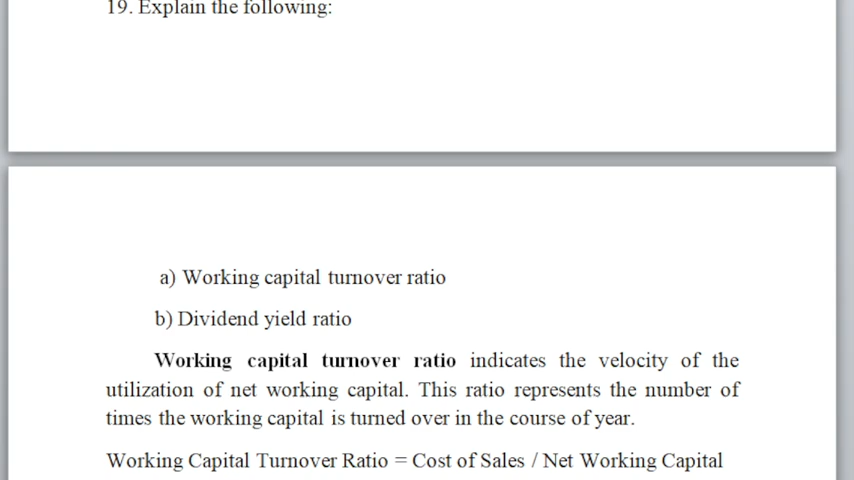 19. Explain the following:
a) Working capital turnover ratio
b) Dividend yield ratio
Working capital turnover ratio indicates the velocity of the
utilization of net working capital. This ratio represents the number of
times the working capital is turned over in the course of year.
Working Capital Turnover Ratio = Cost of Sales / Net Working Capital